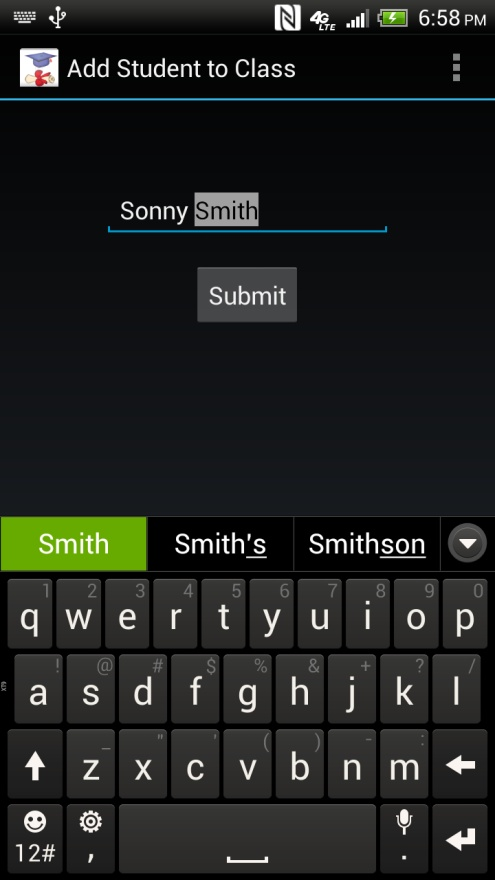 4G LTE 6:58 PM
Add Student to Class
Sonny Smith
Submit
Smith Smith's Smithson
1 2 3 4 5 6 7 8 9 0
q w e r t y u i o p
! @ # $ % & + ? /
a s d f g h j k l
XT9
_ " ' ( ) - :
z x c v b n m
12# , .